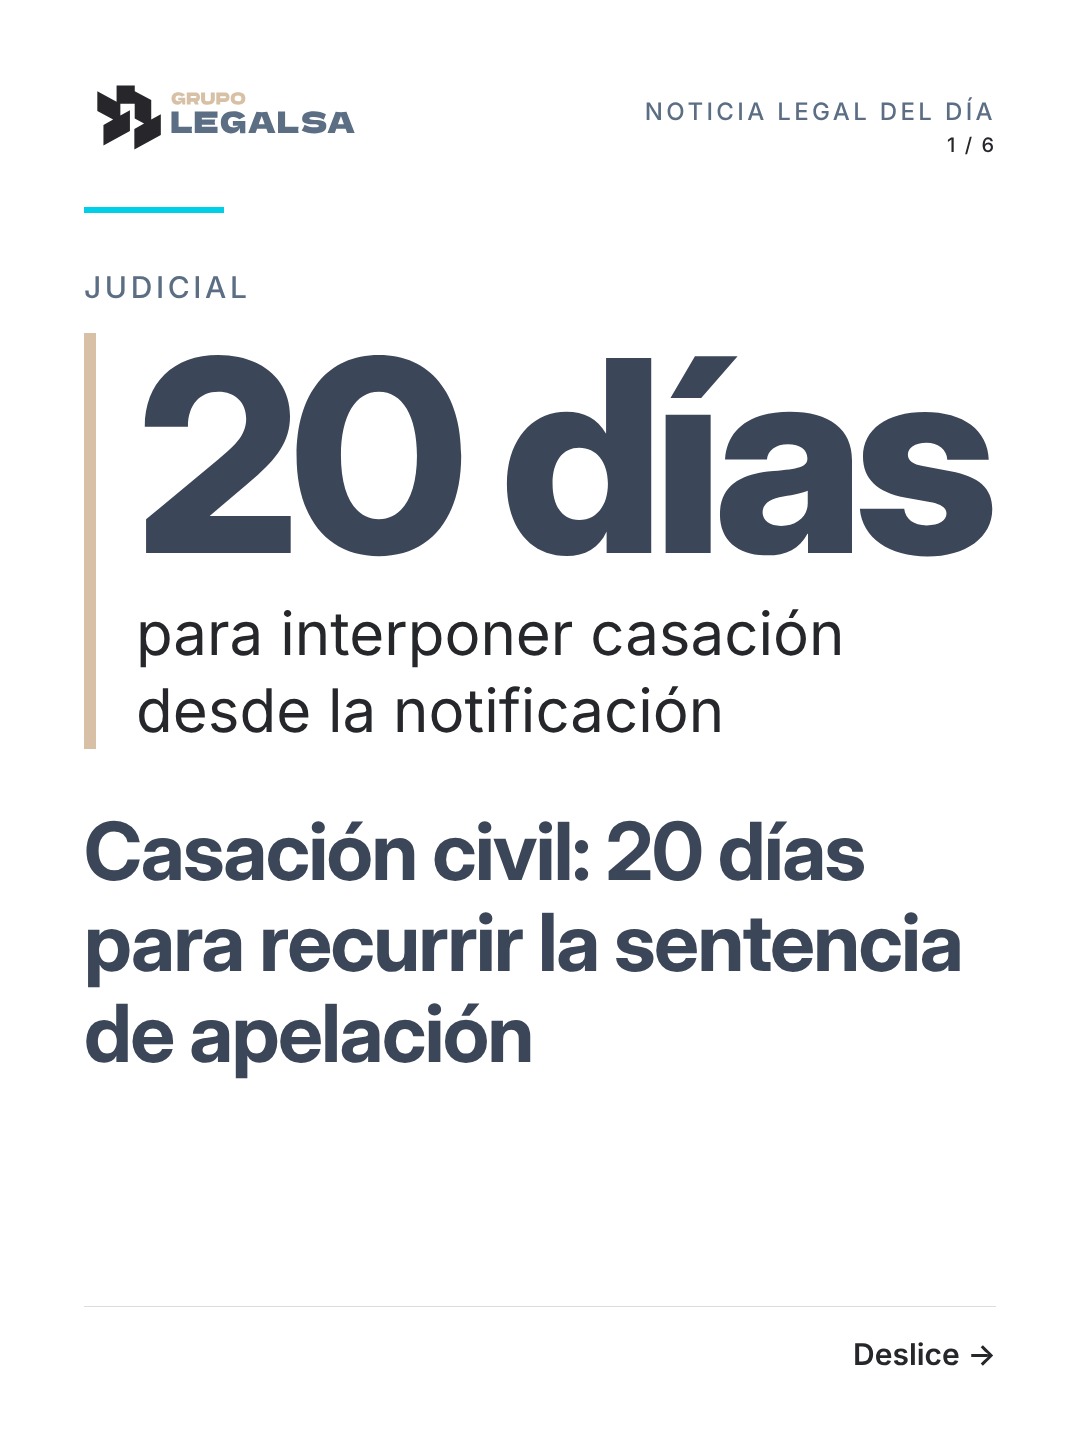 GRUPO
LEGALSA
NOTICIA LEGAL DEL DÍA
1 / 6
JUDICIAL
20 días
para interponer casación
desde la notificación
Casación civil: 20 días
para recurrir la sentencia
de apelación
Deslice →